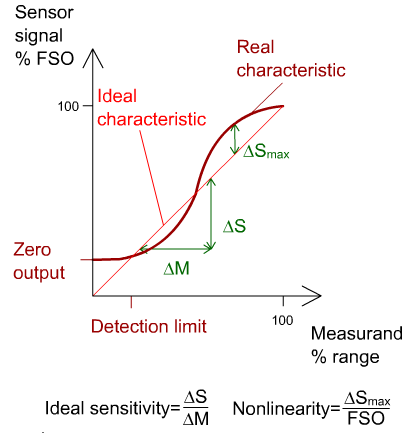 Sensor
signal
% FSO
Real
characteristic
Ideal
characteristic
100
ΔSmax
ΔS
Zero
output
ΔM
Detection limit
100
Measurand
% range
Ideal sensitivity=ΔS/ΔM Nonlinearity=ΔSmax/FSO